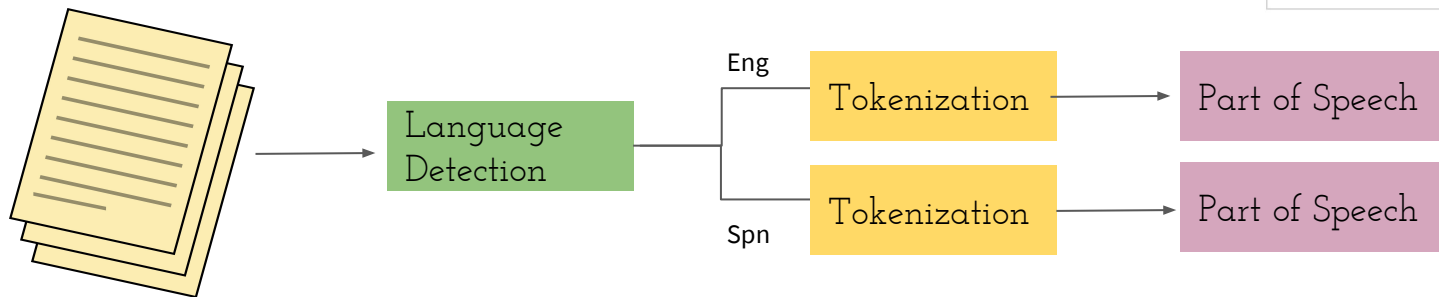 Language
Detection
Eng
Tokenization
Part of Speech
Spn
Tokenization
Part of Speech